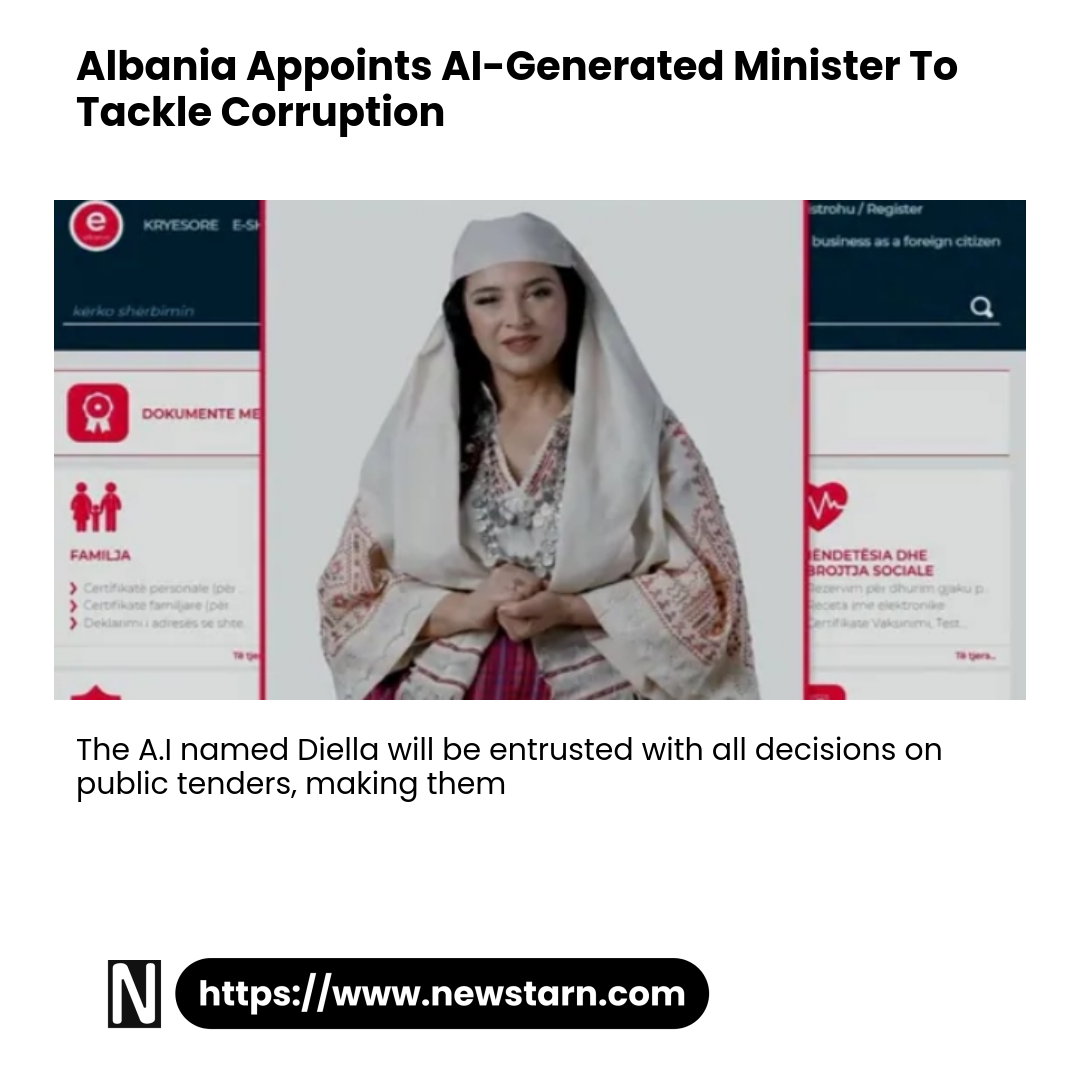 Albania Appoints AI-Generated Minister To
Tackle Corruption
e
KRYESORE E-SH
strohu / Register
business as a foreign citizen
kërko shërbimin
DOKUMENTE ME
FAMILJA
Certifikatë personale (për ..
Certifikatë familjare (për ..
Deklarimi i adresës së shte..
Të tjer
ËNDETËSIA DHE
BROJTJA SOCIALE
Rezervim për dhurim gjaku p..
Receta ime elektronike
Certifikate Vaksinimi, Test...
Të tjera...
The A.I named Diella will be entrusted with all decisions on
public tenders, making them
N
https://www.newstarn.com